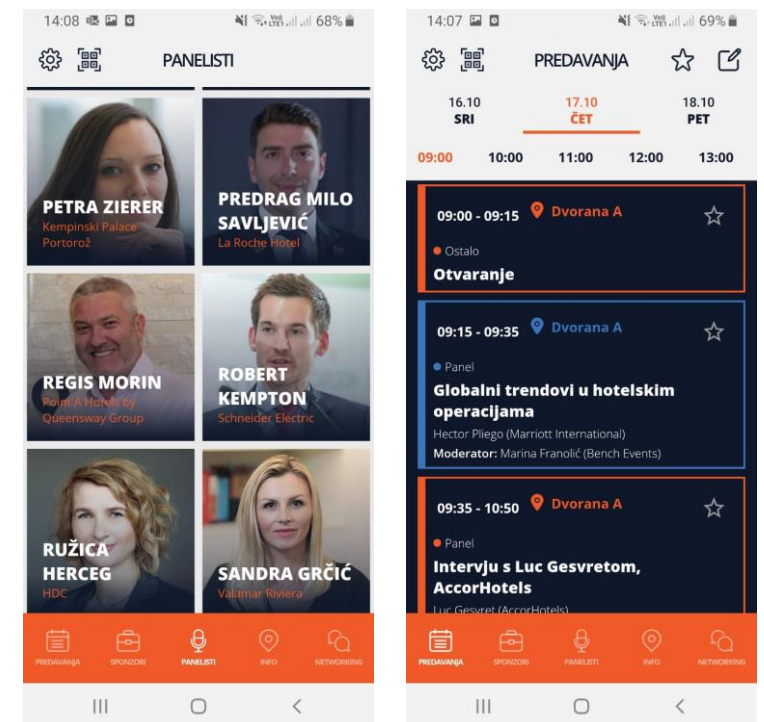 14:08
68%
PANELISTI
PETRA ZIERER
Kempinski Palace
Portorož
PREDRAG MILO
SAVLJEVIĆ
La Roche Hotel
REGIS MORIN
Point A Hotels by
Queensway Group
ROBERT
KEMPTON
Schneider Electric
RUŽICA
HERCEG
HDC
SANDRA GRČIĆ
Valamar Riviera
PREDAVANJA
SPONZORI
PANELISTI
INFO
NETWORKING
14:07
69%
PREDAVANJA
16.10
SRI
17.10
ČET
18.10
PET
09:00 10:00 11:00 12:00 13:00
09:00 - 09:15 Dvorana A
Ostalo
Otvaranje
09:15 - 09:35 Dvorana A
Panel
Globalni trendovi u hotelskim
operacijama
Hector Pliego (Marriott International)
Moderator: Marina Franolić (Bench Events)
09:35 - 10:50 Dvorana A
Panel
Intervju s Luc Gesvretom,
AccorHotels
Luc Gesvret (AccorHotels)
PREDAVANJA
SPONZORI
PANELISTI
INFO
NETWORKING